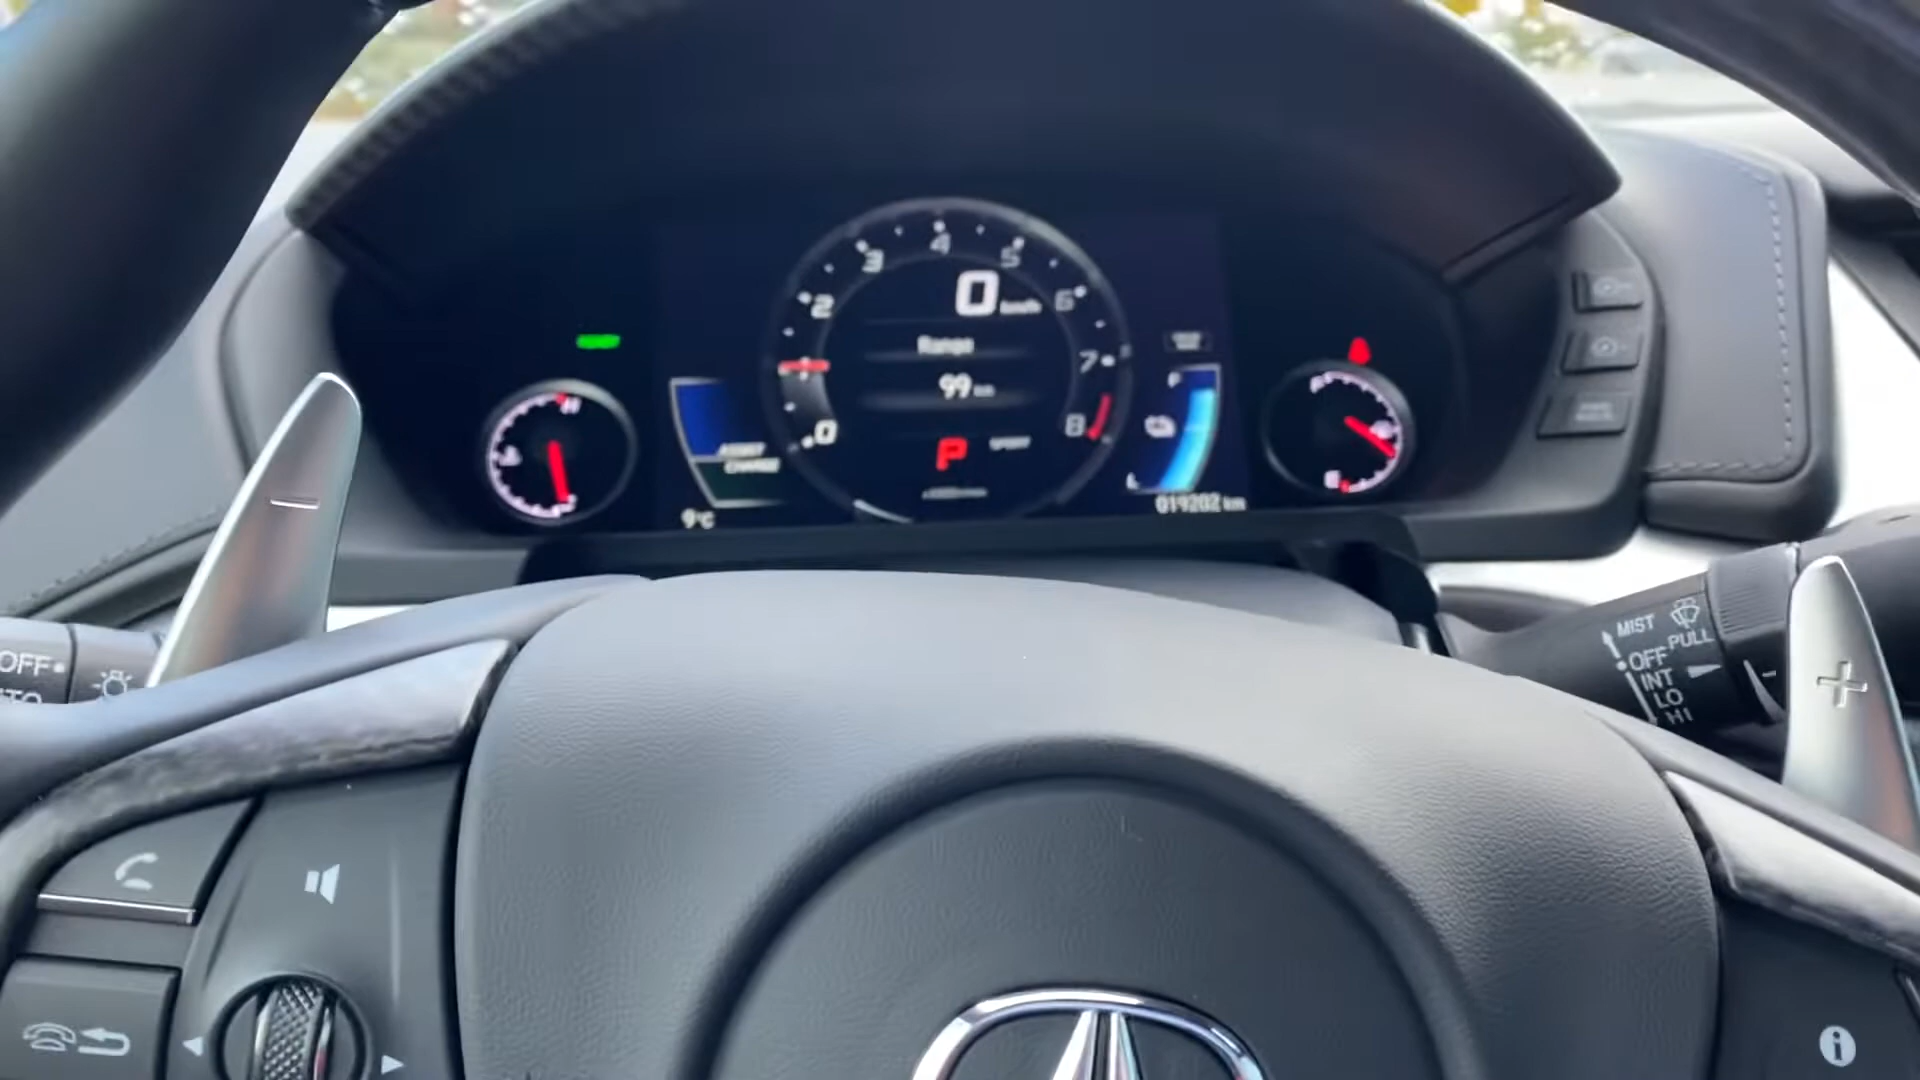 4
3
5
2
6
0 km/h
Range
7
99 km
1
8
0
P
SPORT
ASSIST
CHARGE
H
C
F
E
F
L
9°C
019202 km
OFF
MIST
PULL
OFF
INT
LO
HI